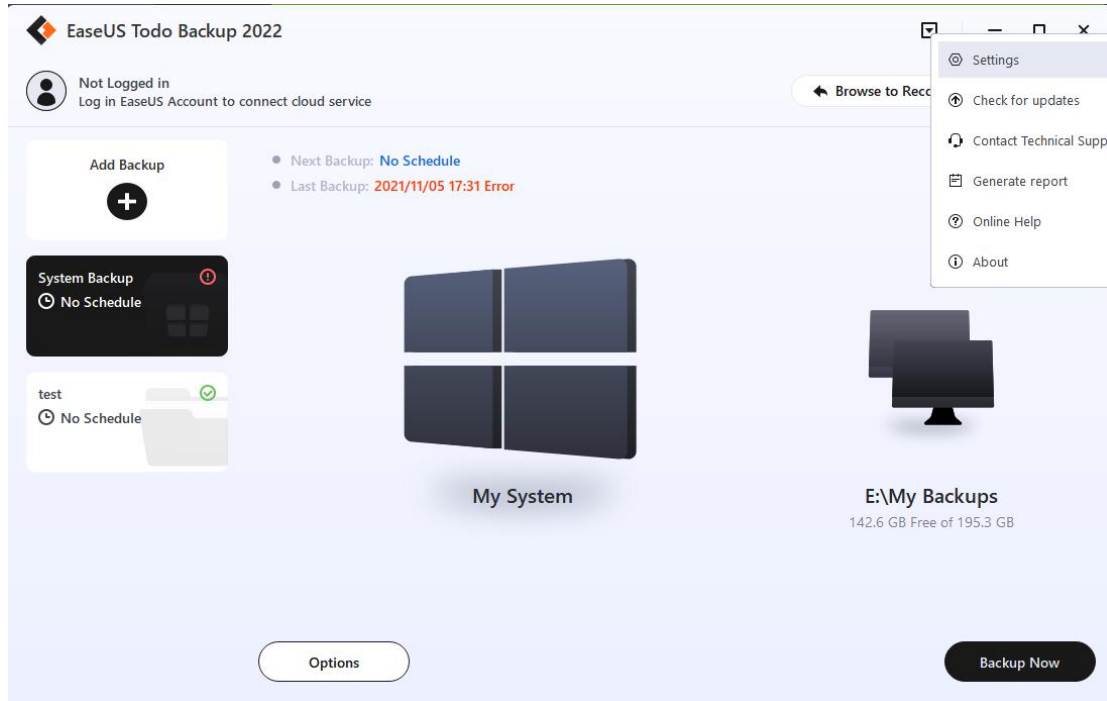 EaseUS Todo Backup 2022
Not Logged in
Log in EaseUS Account to connect cloud service
Browse to
Settings
Check for updates
Contact Technical
Generate report
Online Help
About
Add Backup
Next Backup: No Schedule
Last Backup: 2021/11/05 17:31 Error
System Backup
No Schedule
test
No Schedule
My System
E:\My Backups
142.6 GB Free of 195.3 GB
Options
Backup Now